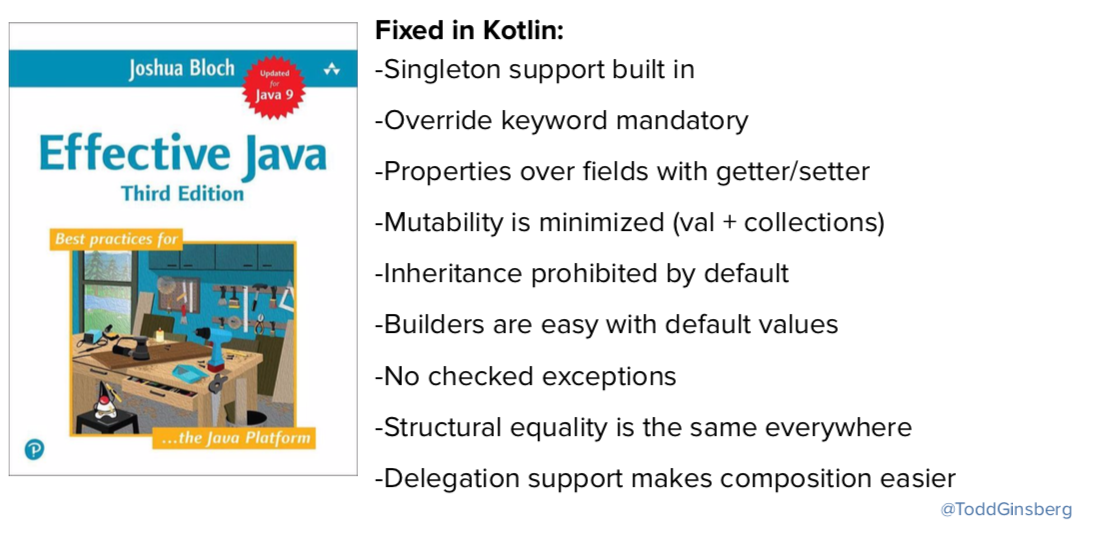 Joshua Bloch
Updated
for
Java 9
Effective Java
Third Edition
Best practices for
...the Java Platform
P
Fixed in Kotlin:
-Singleton support built in
-Override keyword mandatory
-Properties over fields with getter/setter
-Mutability is minimized (val + collections)
-Inheritance prohibited by default
-Builders are easy with default values
-No checked exceptions
-Structural equality is the same everywhere
-Delegation support makes composition easier
@ToddGinsberg